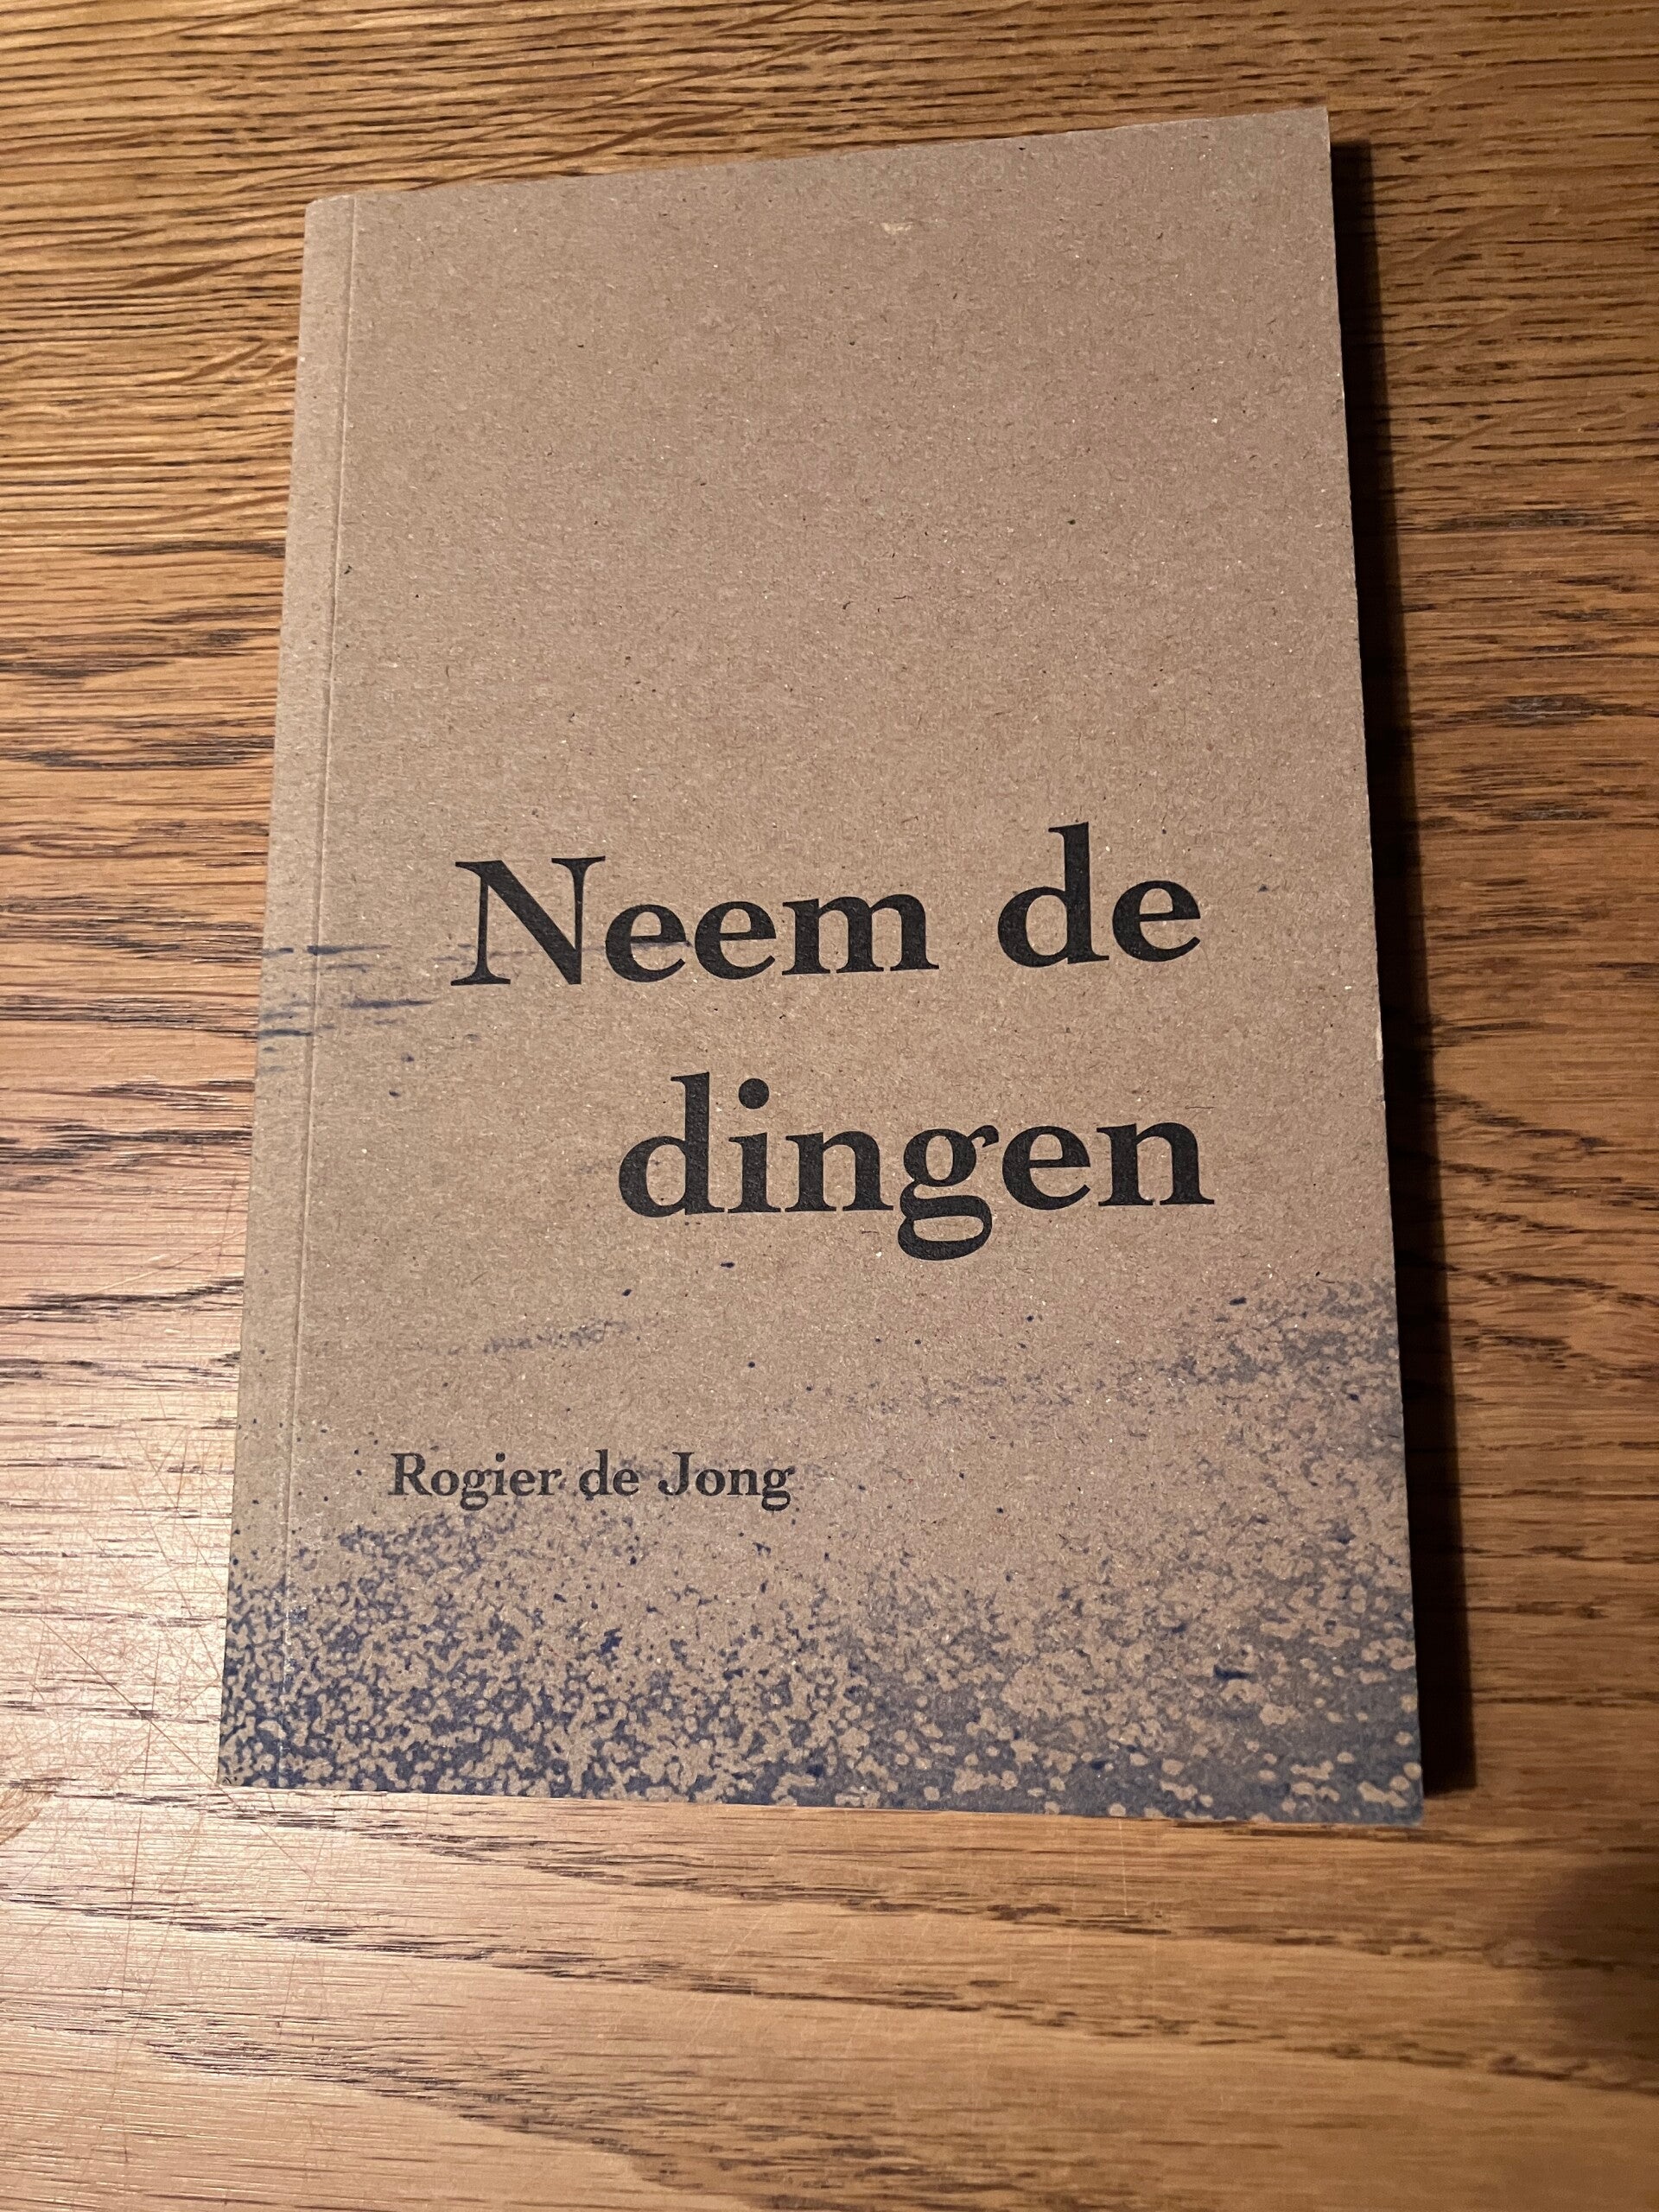 Neem de
dingen
Rogier de Jong